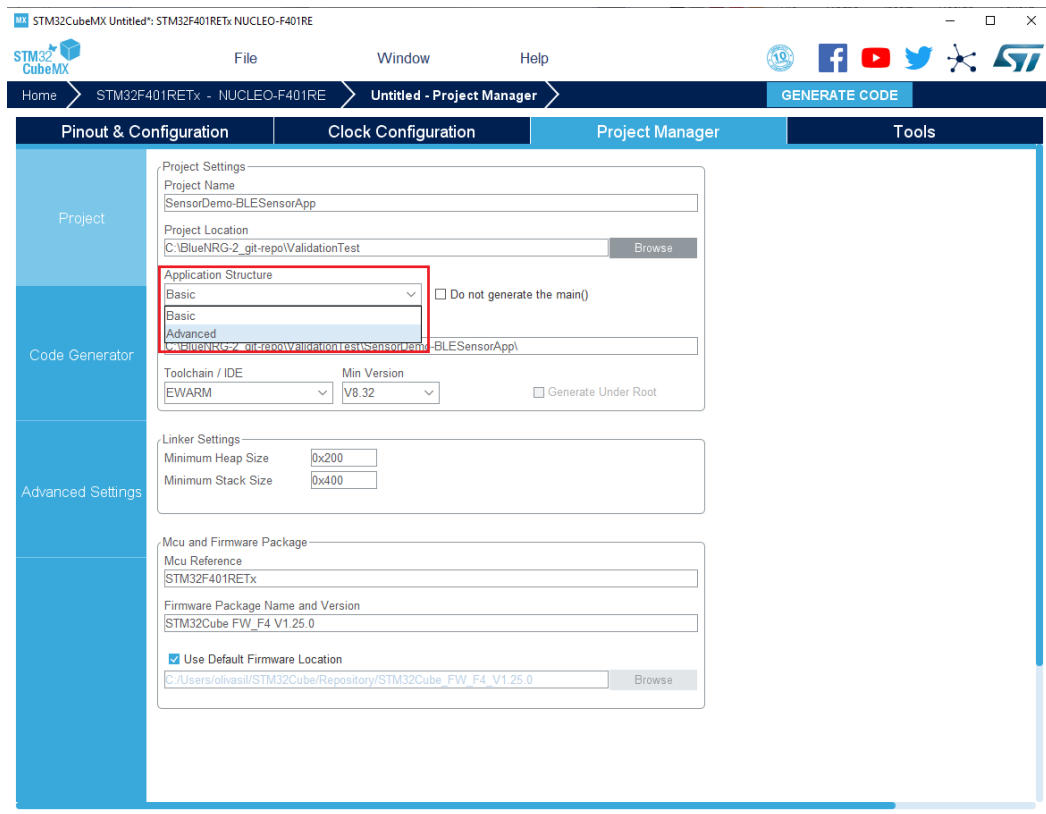 MX STM32CubeMX Untitled*: STM32F401RETx NUCLEO-F401RE
STM32 CubeMX
File Window Help
10
ST
Home STM32F401RETx - NUCLEO-F401RE Untitled - Project Manager GENERATE CODE
Pinout & Configuration Clock Configuration Project Manager Tools
Project
Code Generator
Advanced Settings
Project Settings
Project Name
SensorDemo-BLESensorApp
Project Location
C:\BlueNRG-2_git-repo\ValidationTest Browse
Application Structure
Basic Do not generate the main()
Basic
Advanced
C:\BlueNRG-2_git-repo\ValidationTest\SensorDemo-BLESensorApp\
Toolchain / IDE Min Version
EWARM V8.32 Generate Under Root
Linker Settings
Minimum Heap Size 0x200
Minimum Stack Size 0x400
Mcu and Firmware Package
Mcu Reference
STM32F401RETx
Firmware Package Name and Version
STM32Cube FW_F4 V1.25.0
Use Default Firmware Location
C:/Users/olivasil/STM32Cube/Repository/STM32Cube_FW_F4_V1.25.0 Browse